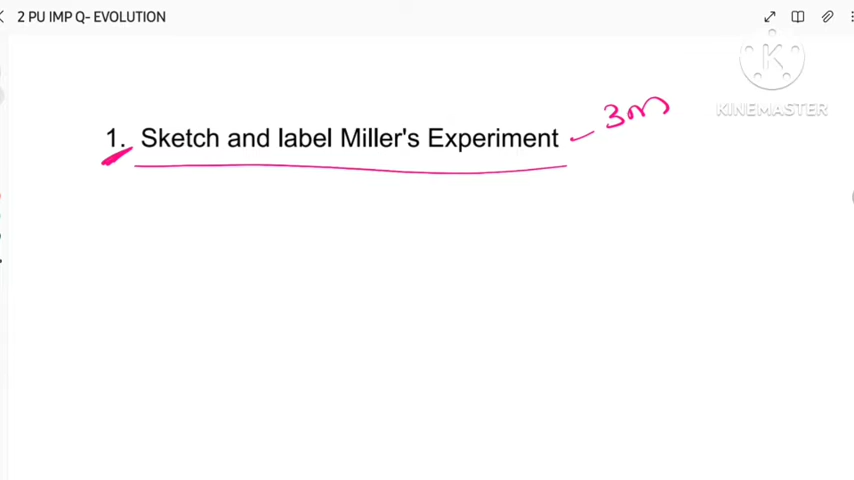 2 PU IMP Q- EVOLUTION
KINEMASTER
1. Sketch and label Miller's Experiment - 3m